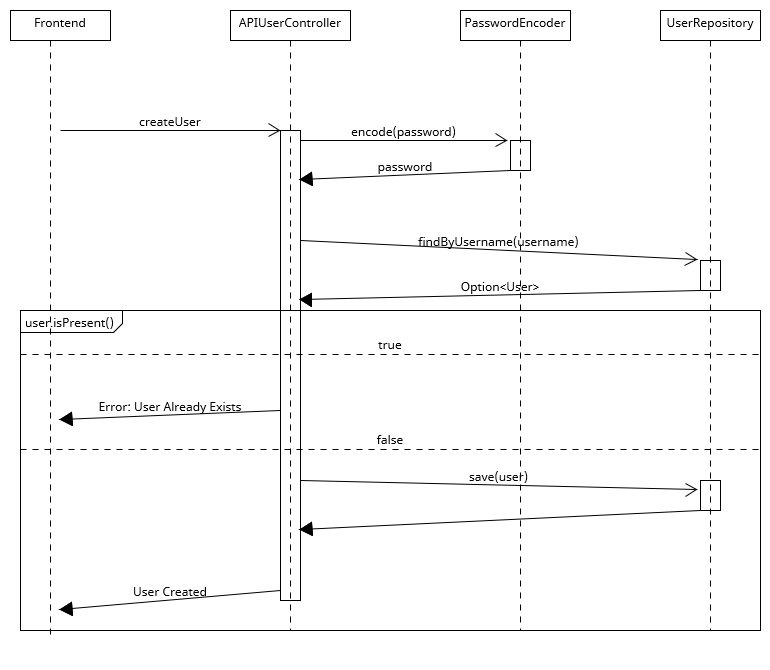 Frontend
APIUserController
PasswordEncoder
UserRepository
createUser
encode(password)
password
findByUsername(username)
Option<User>
user.isPresent()
true
Error: User Already Exists
false
save(user)
User Created